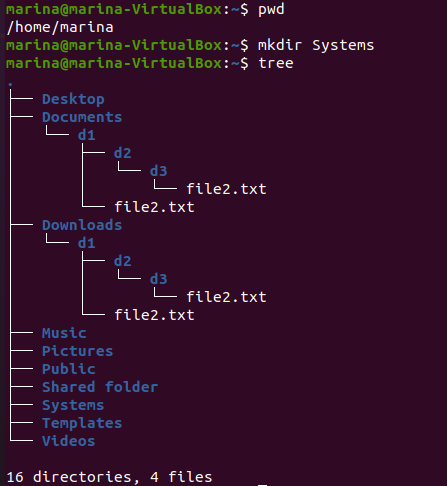 marina@marina-VirtualBox:~$ pwd
/home/marina
marina@marina-VirtualBox:~$ mkdir Systems
marina@marina-VirtualBox:~$ tree
.
├── Desktop
├── Documents
│   └── d1
│       ├── d2
│       │   └── d3
│       │       └── file2.txt
│       └── file2.txt
├── Downloads
│   └── d1
│       ├── d2
│       │   └── d3
│       │       └── file2.txt
│       └── file2.txt
├── Music
├── Pictures
├── Public
├── Shared folder
├── Systems
├── Templates
└── Videos
16 directories, 4 files